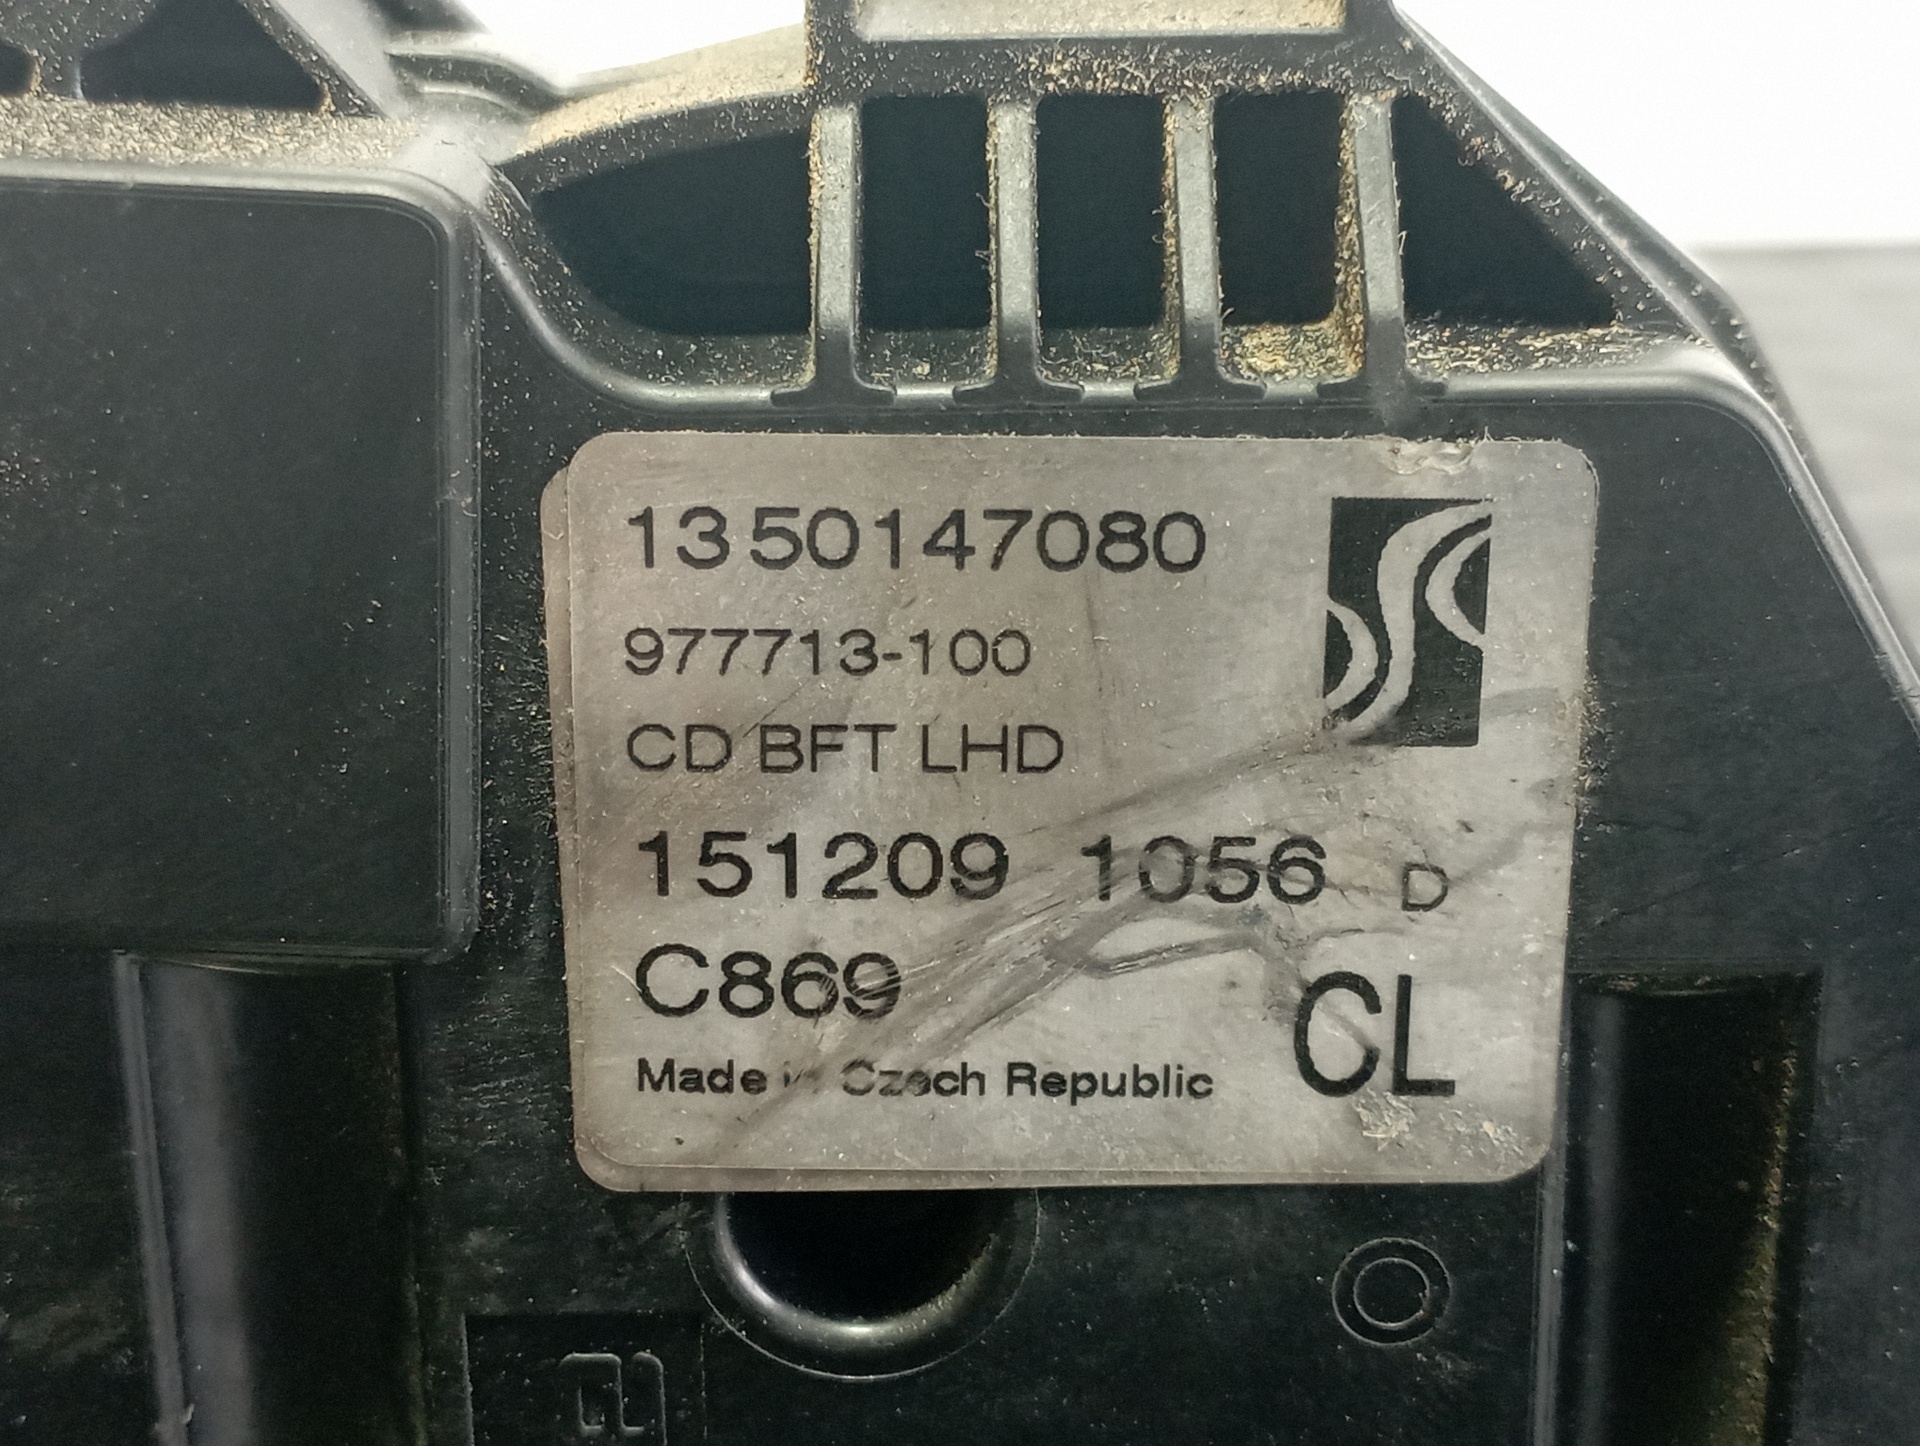 1350147080
977713-100
CD BFT LHD
151209 1056 D
C869
CL
Made in Czech Republic